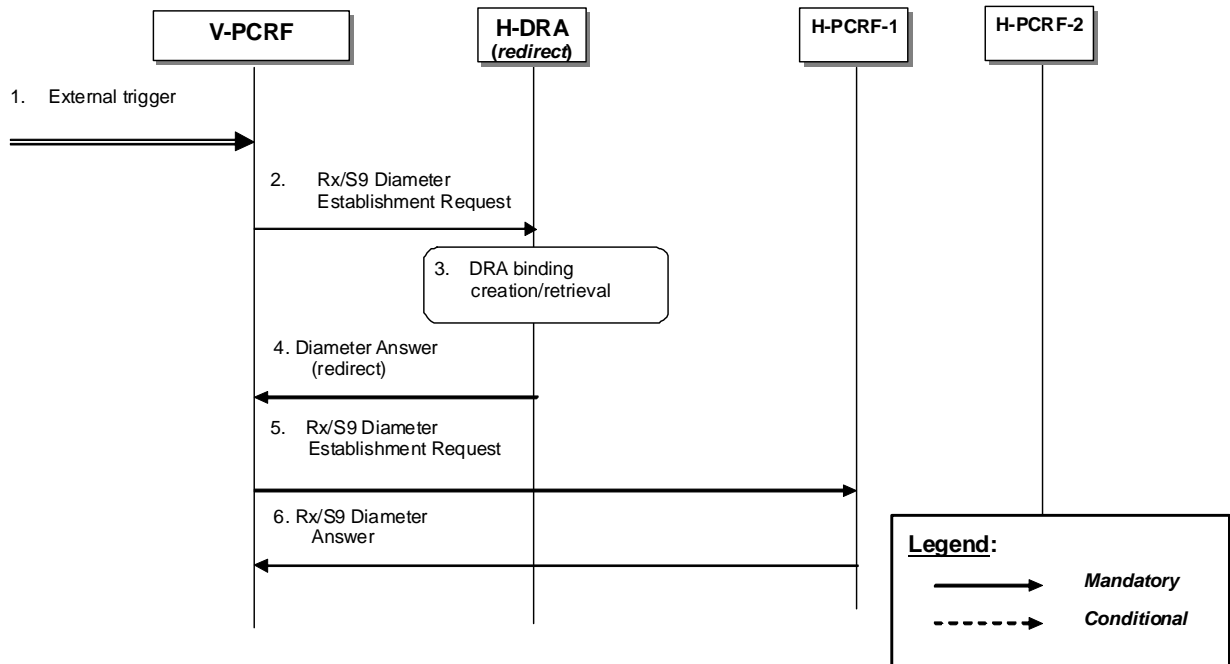 V-PCRF
H-DRA
(redirect)
H-PCRF-1
H-PCRF-2
1. External trigger
2. Rx/S9 Diameter
Establishment Request
3. DRA binding
creation/retrieval
4. Diameter Answer
(redirect)
5. Rx/S9 Diameter
Establishment Request
6. Rx/S9 Diameter
Answer
Legend:
Mandatory
Conditional